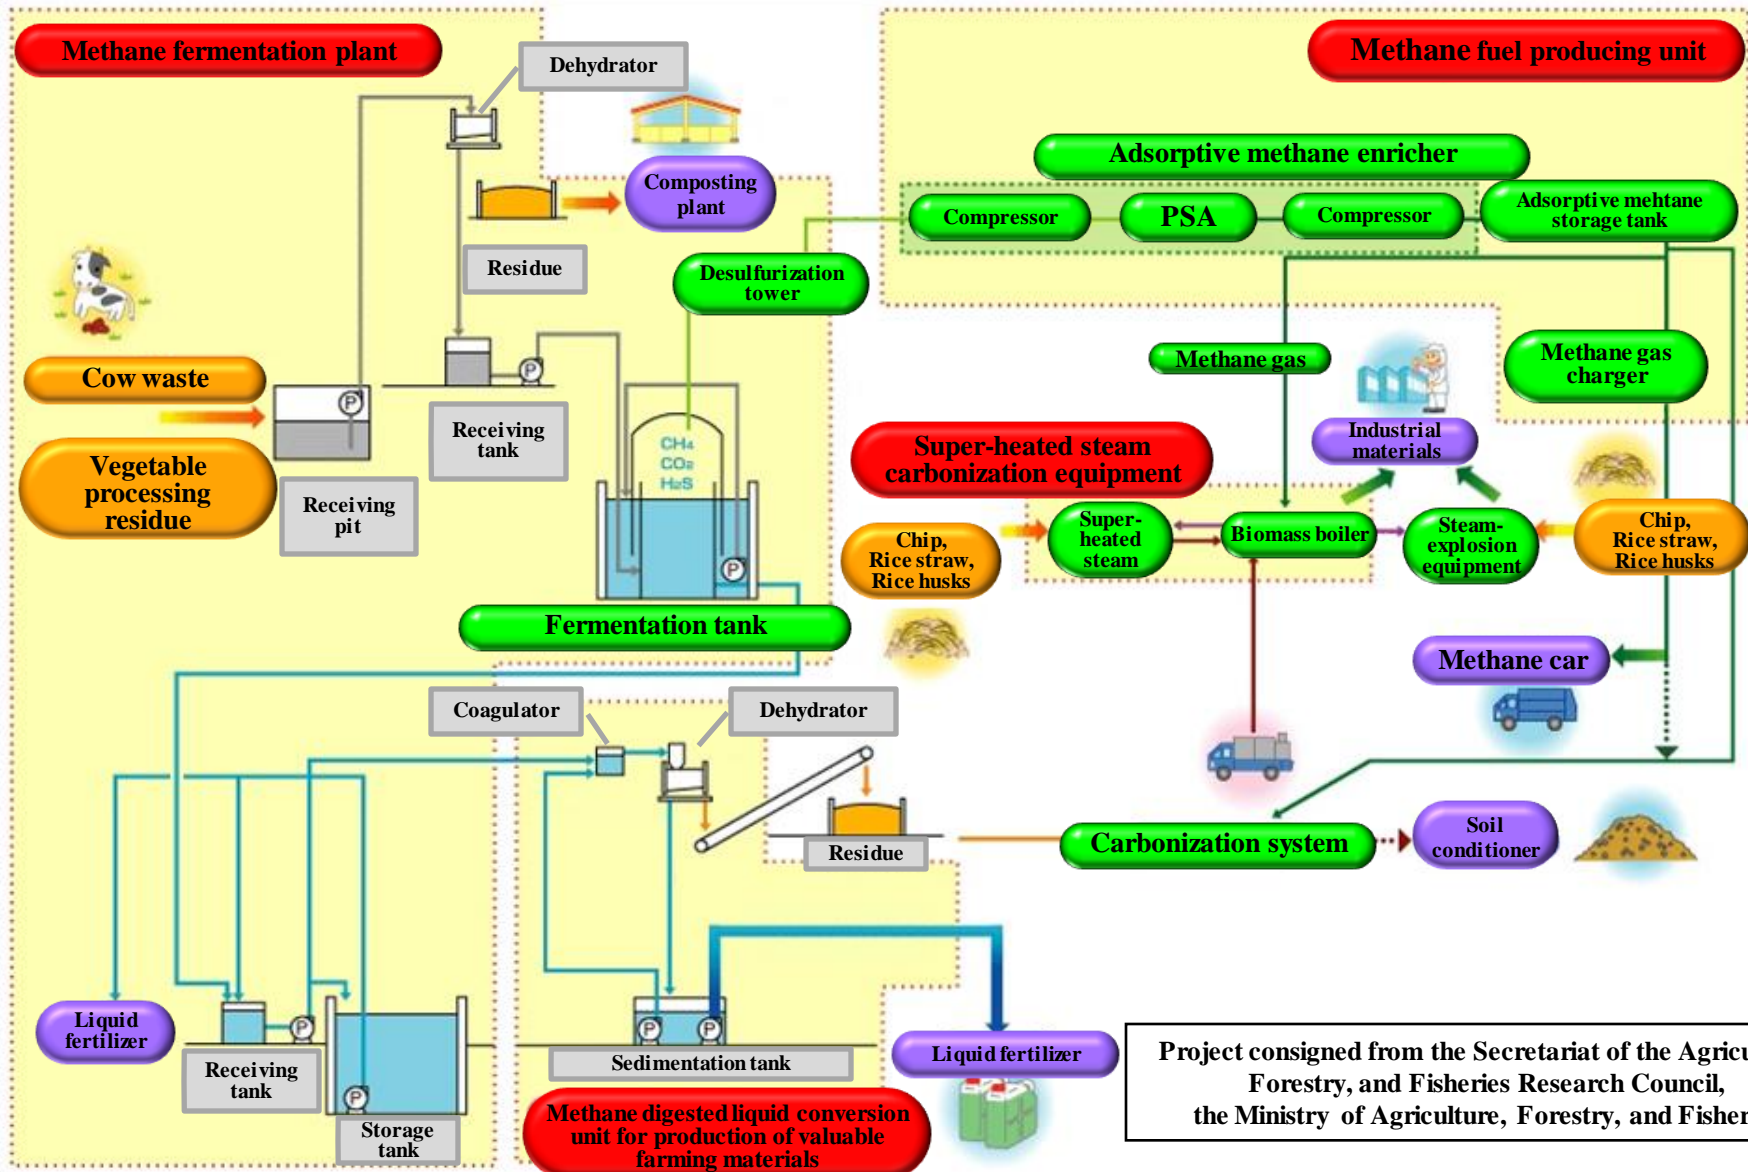 Methane fermentation plant
Dehydrator
Methane fuel producing unit
Adsorptive methane enricher
Composting
plant
Compressor
PSA
Compressor
Adsorptive mehtane
storage tank
Residue
Desulfurization
tower
Cow waste
Methane gas
Methane gas
charger
P
P
Receiving
tank
CH4
CO2
H2S
Industrial
materials
Super-heated steam
carbonization equipment
Vegetable
processing
residue
Receiving
pit
Chip,
Rice straw,
Rice husks
Super-
heated
steam
Biomass boiler
Steam-
explosion
equipment
Chip,
Rice straw,
Rice husks
P
Fermentation tank
Methane car
Coagulator
Dehydrator
Residue
Carbonization system
Soil
conditioner
Liquid
fertilizer
P
P
P
Receiving
tank
P
Storage
tank
Sedimentation tank
Liquid fertilizer
Methane digested liquid conversion
unit for production of valuable
farming materials
Project consigned from the Secretariat of the Agricu
Forestry, and Fisheries Research Council,
the Ministry of Agriculture, Forestry, and Fisher